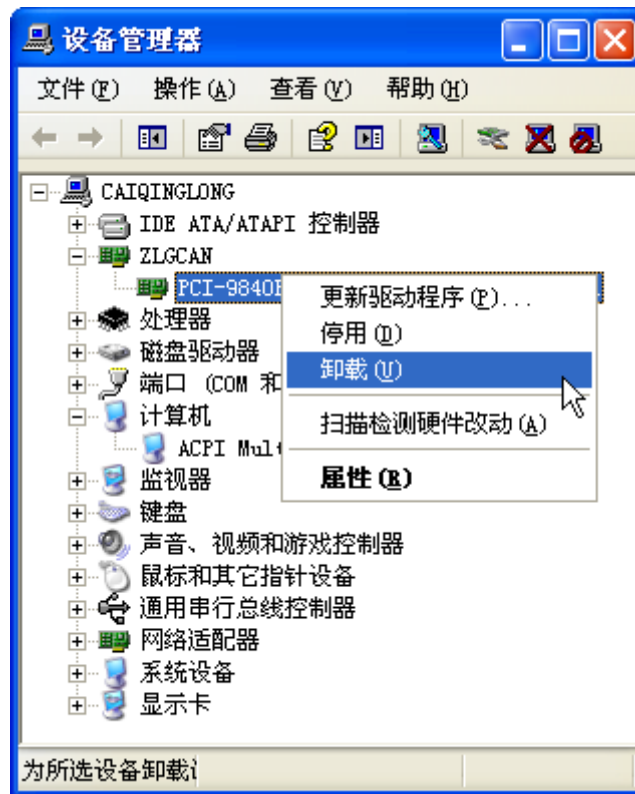 设备管理器
文件(F) 操作(A) 查看(V) 帮助(H)
CAIQINGLONG
IDE ATA/ATAPI 控制器
ZLGCAN
PCI-9840
更新驱动程序(P)...
停用(D)
卸载(U)
扫描检测硬件改动(A)
属性(R)
处理器
磁盘驱动器
端口 (COM 和
计算机
ACPI Mult
监视器
键盘
声音、视频和游戏控制器
鼠标和其它指针设备
通用串行总线控制器
网络适配器
系统设备
显示卡
为所选设备卸载